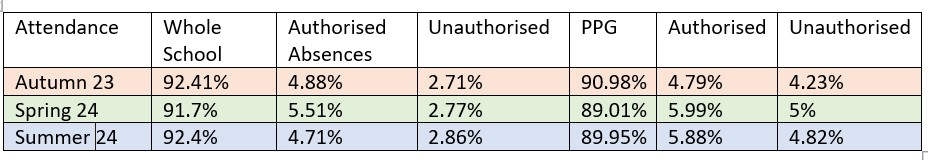 Attendance Whole School Authorised Absences Unauthorised PPG Authorised Unauthorised
Autumn 23 92.41% 4.88% 2.71% 90.98% 4.79% 4.23%
Spring 24 91.7% 5.51% 2.77% 89.01% 5.99% 5%
Summer 24 92.4% 4.71% 2.86% 89.95% 5.88% 4.82%